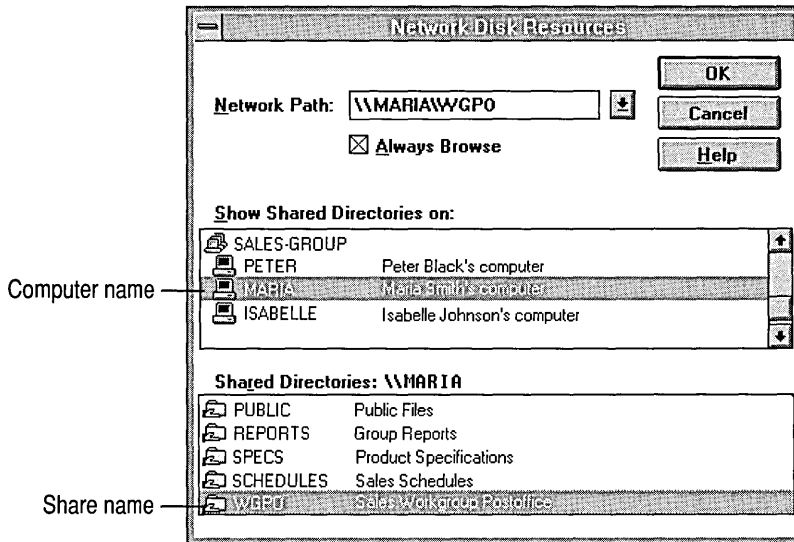 Network Disk Resources
OK
Network Path: \\MARIA\WGPO
Cancel
Always Browse
Help
Show Shared Directories on:
SALES-GROUP
PETER Peter Black's computer
Computer name
MARIA Maria Smith's computer
ISABELLE Isabelle Johnson's computer
Shared Directories: \\MARIA
PUBLIC Public Files
REPORTS Group Reports
SPECS Product Specifications
SCHEDULES Sales Schedules
Share name
WGPO Sales Workgroup Postoffice